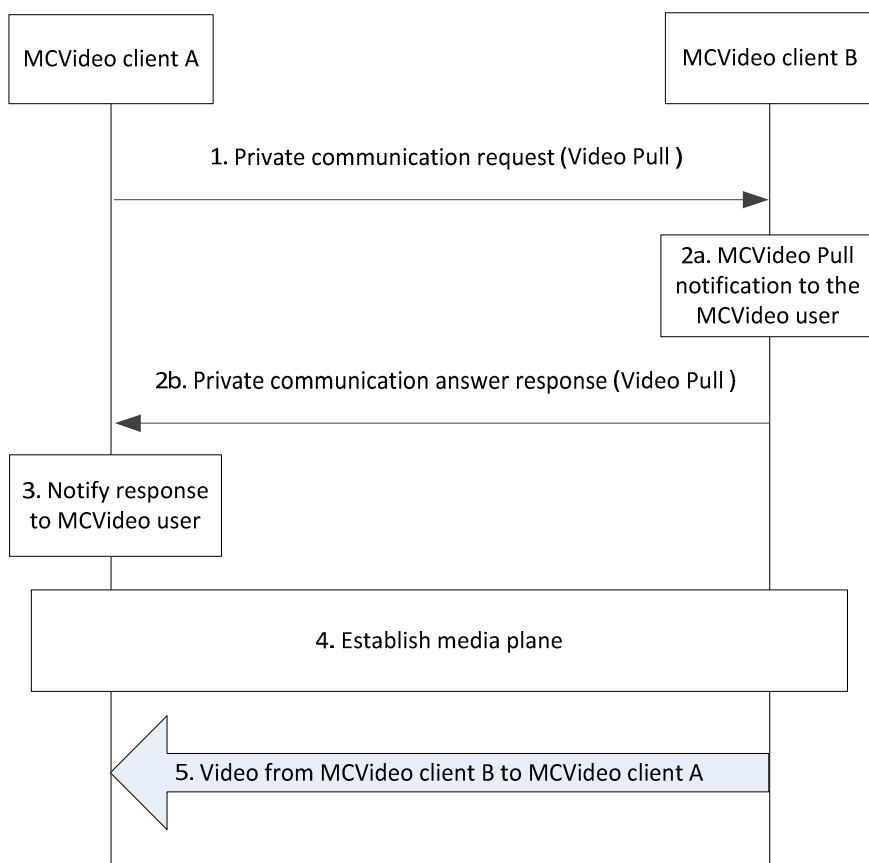 MCVideo client A
MCVideo client B
1. Private communication request (Video Pull )
2a. MCVideo Pull
notification to the
MCVideo user
2b. Private communication answer response (Video Pull )
3. Notify response
to MCVideo user
4. Establish media plane
5. Video from MCVideo client B to MCVideo client A